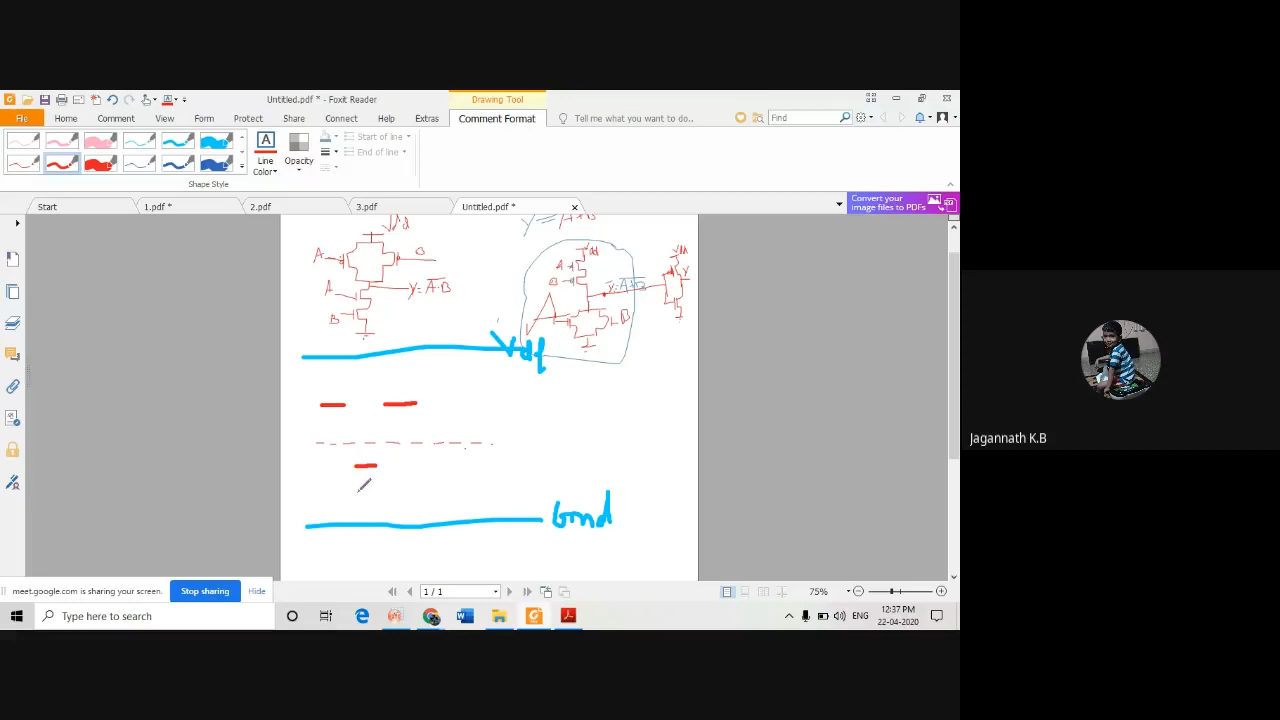 Untitled.pdf * - Foxit Reader
Drawing Tool
File
Home
Comment
View
Form
Protect
Share
Connect
Help
Extras
Comment Format
Tell me what you want to do..
Find
Line Color
Opacity
Start of line
End of line
Shape Style
Start
1.pdf *
2.pdf
3.pdf
Untitled.pdf *
Convert your image files to PDFs
Vdd
A
B
A
y = A̅·̅B̅
B
y = A+B
Vdd
A
B
y = A̅+̅B̅
Y
B
Gnd
Jagannath K.B
meet.google.com is sharing your screen.
Stop sharing
Hide
1 / 1
75%
Type here to search
ENG
12:37 PM
22-04-2020